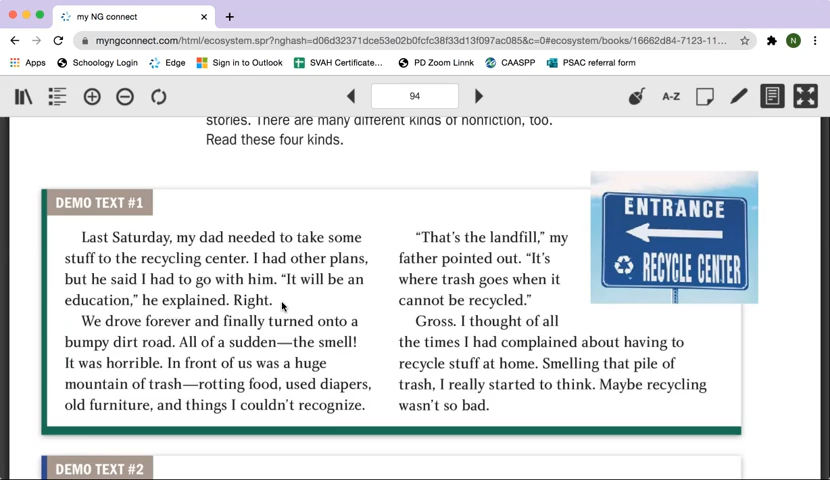 my NG connect
myngconnect.com/html/ecosystem.spr?nghash=d06d32371dce53e02b0fcfc38f33d13f097ac085&c=0#ecosystem/books/16662d84-7123-11...
N
Apps Schoology Login Edge Sign in to Outlook SVAH Certificate... PD Zoom Linnk CAASPP PSAC referral form
94
A-Z
stories. There are many different kinds of nonfiction, too.
Read these four kinds.
DEMO TEXT #1
Last Saturday, my dad needed to take some
stuff to the recycling center. I had other plans,
but he said I had to go with him. “It will be an
education,” he explained. Right.
We drove forever and finally turned onto a
bumpy dirt road. All of a sudden—the smell!
It was horrible. In front of us was a huge
mountain of trash—rotting food, used diapers,
old furniture, and things I couldn’t recognize.
“That’s the landfill,” my
father pointed out. “It’s
where trash goes when it
cannot be recycled.”
Gross. I thought of all
the times I had complained about having to
recycle stuff at home. Smelling that pile of
trash, I really started to think. Maybe recycling
wasn’t so bad.
ENTRANCE
RECYCLE CENTER
DEMO TEXT #2